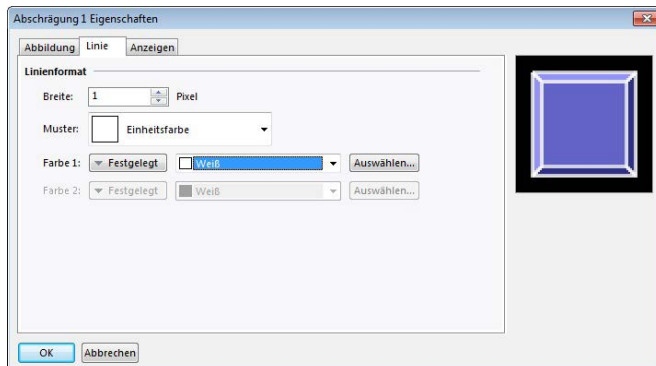 Abschrägung 1 Eigenschaften
Abbildung Linie Anzeigen
Linienformat
Breite: 1 Pixel
Muster: Einheitsfarbe
Farbe 1: Festgelegt Weiß Auswählen...
Farbe 2: Festgelegt Weiß Auswählen...
OK Abbrechen